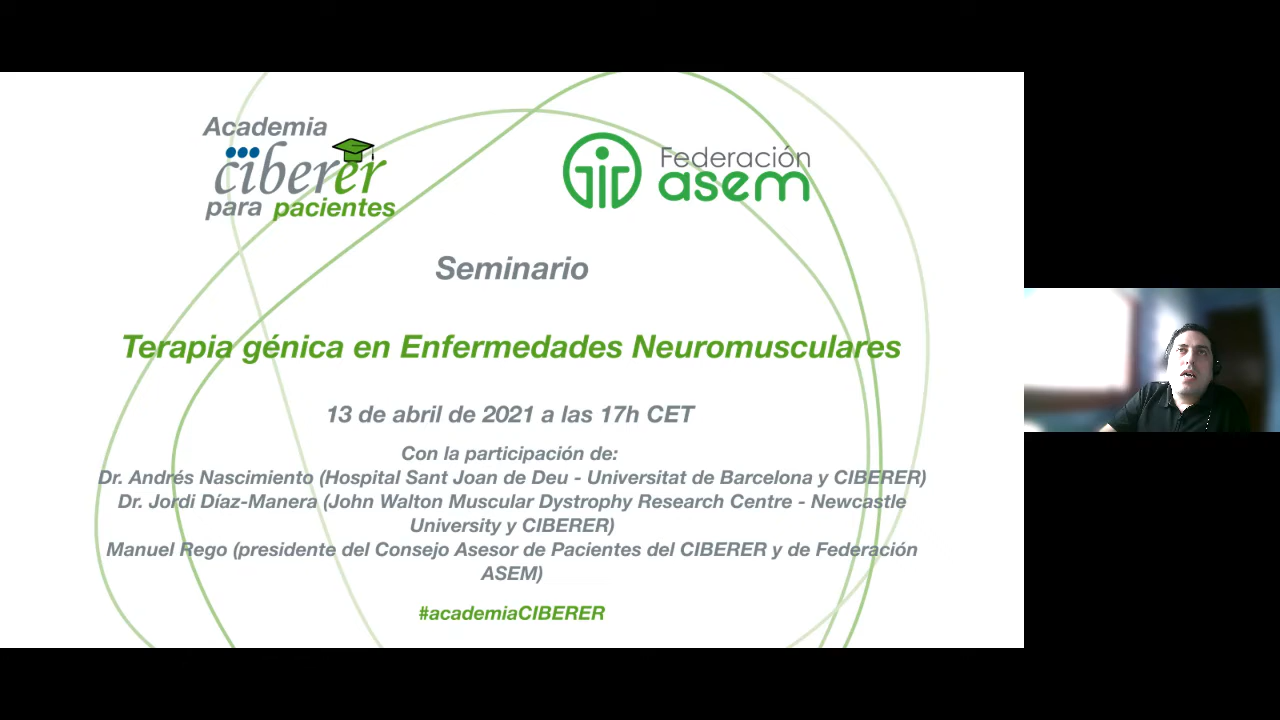 Academia
ciberer
para pacientes
Federación
asem
Seminario
Terapia génica en Enfermedades Neuromusculares
13 de abril de 2021 a las 17h CET
Con la participación de:
Dr. Andrés Nascimiento (Hospital Sant Joan de Deu - Universitat de Barcelona y CIBERER)
Dr. Jordi Díaz-Manera (John Walton Muscular Dystrophy Research Centre - Newcastle
University y CIBERER)
Manuel Rego (presidente del Consejo Asesor de Pacientes del CIBERER y de Federación
ASEM)
#academiaCIBERER